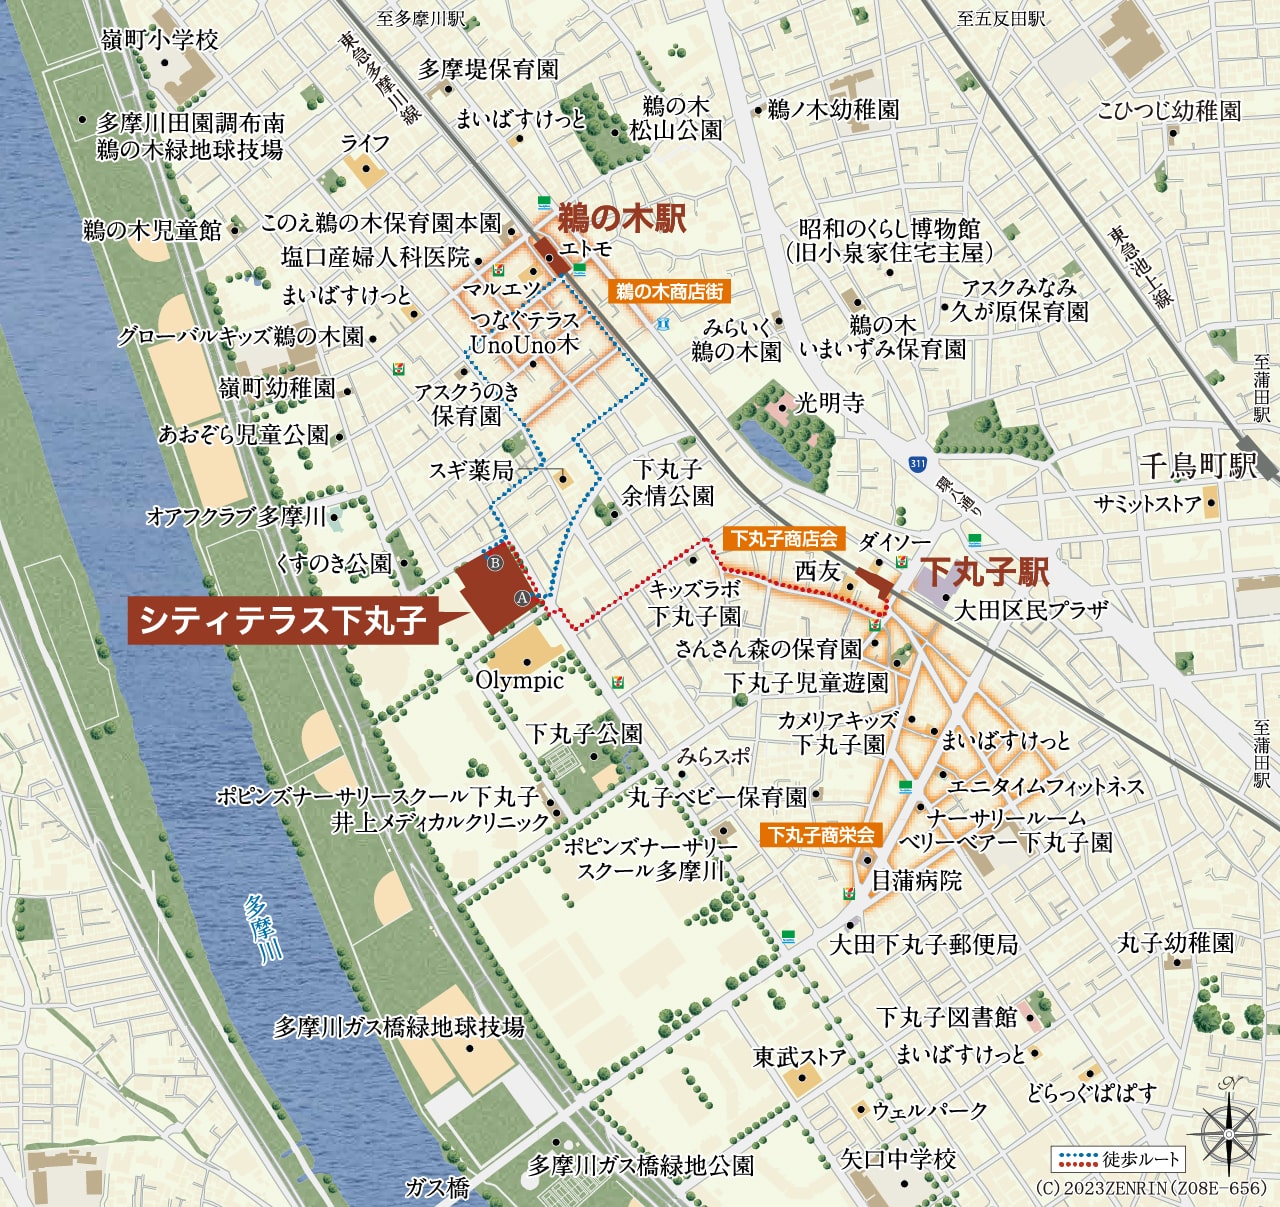 至多摩川駅
至五反田駅
嶺町小学校
東急多摩川線
多摩堤保育園
多摩川田園調布南
鵜の木緑地球技場
ライフ
まいばすけっと
鵜の木
松山公園
鵜ノ木幼稚園
こひつじ幼稚園
鵜の木児童館
このえ鵜の木保育園本園
塩口産婦人科医院
鵜の木駅
エトモ
昭和のくらし博物館
(旧小泉家住宅主屋)
東急池上線
まいばすけっと
マルエツ
鵜の木商店街
アスクみなみ
久が原保育園
グローバルキッズ鵜の木園
つなぐテラス
UnoUno木
みらいく
鵜の木園
鵜の木
いまいずみ保育園
嶺町幼稚園
アスクうのき
保育園
光明寺
至蒲田駅
あおぞら児童公園
スギ薬局
下丸子
余情公園
311
環八通り
千鳥町駅
サミットストア
オアフクラブ多摩川
くすのき公園
B
A
シティテラス下丸子
下丸子商店会
ダイソー
西友
下丸子駅
キッズラボ
下丸子園
大田区民プラザ
さんさん森の保育園
Olympic
下丸子児童遊園
下丸子公園
カメリアキッズ
下丸子園
まいばすけっと
至蒲田駅
みらスポ
エニタイムフィットネス
ポピンズナーサリースクール下丸子
井上メディカルクリニック
丸子ベビー保育園
ナーサリールーム
ベリーベアー下丸子園
下丸子商栄会
ポピンズナーサリー
スクール多摩川
目蒲病院
多摩川
大田下丸子郵便局
丸子幼稚園
多摩川ガス橋緑地球技場
下丸子図書館
東武ストア
まいばすけっと
どらっぐぱぱす
ウェルパーク
N
多摩川ガス橋緑地公園
矢口中学校
徒歩ルート
ガス橋
(C)2023ZENRIN(Z08E-656)